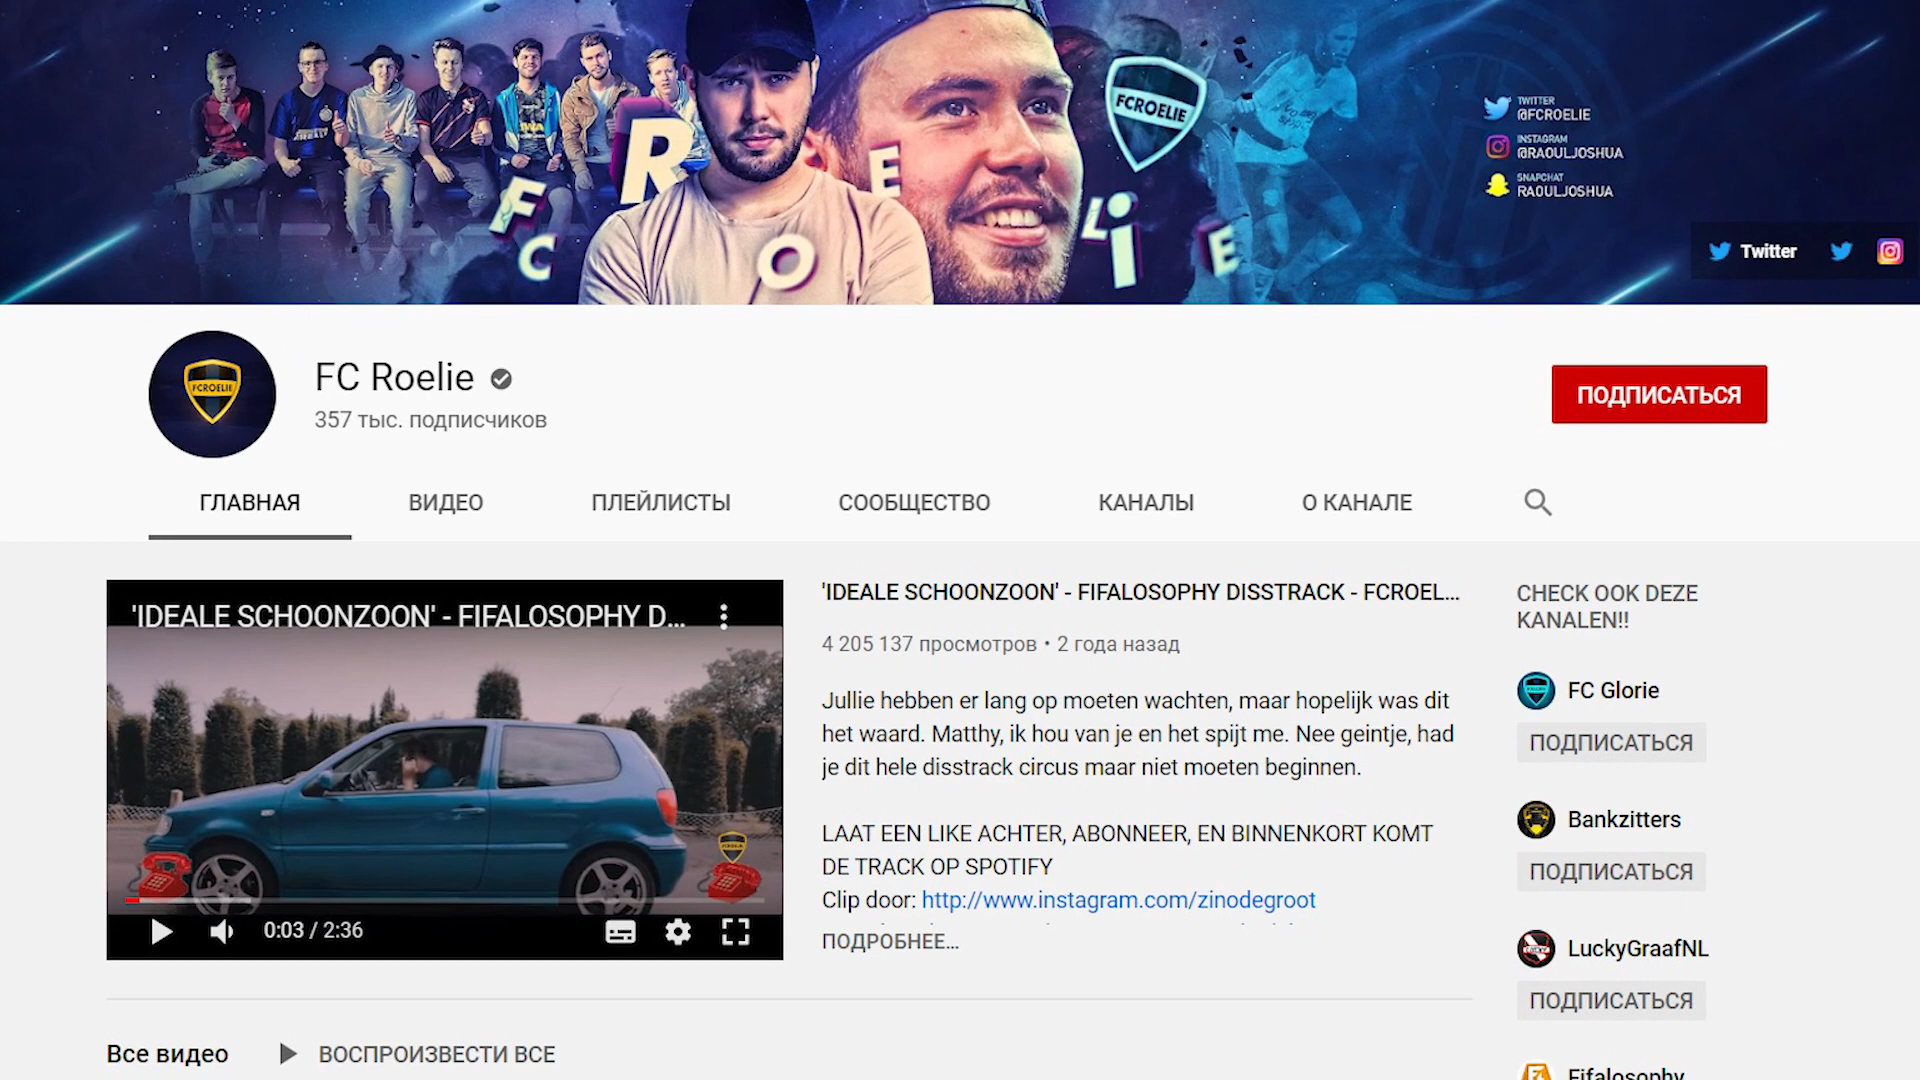 FC ROELIE
FCROELIE
TWITTER
@FCROELIE
INSTAGRAM
@RAOULJOSHUA
SNAPCHAT
RAOULJOSHUA
Twitter
FCROELIE
FC Roelie
357 тыс. подписчиков
ПОДПИСАТЬСЯ
ГЛАВНАЯ
ВИДЕО
ПЛЕЙЛИСТЫ
СООБЩЕСТВО
КАНАЛЫ
О КАНАЛЕ
'IDEALE SCHOONZOON' - FIFALOSOPHY D...
0:03 / 2:36
'IDEALE SCHOONZOON' - FIFALOSOPHY DISSTRACK - FCROEL...
4 205 137 просмотров • 2 года назад
Jullie hebben er lang op moeten wachten, maar hopelijk was dit
het waard. Matthy, ik hou van je en het spijt me. Nee geintje, had
je dit hele disstrack circus maar niet moeten beginnen.
LAAT EEN LIKE ACHTER, ABONNEER, EN BINNENKORT KOMT
DE TRACK OP SPOTIFY
Clip door: http://www.instagram.com/zinodegroot
ПОДРОБНЕЕ...
CHECK OOK DEZE
KANALEN!!
FC Glorie
ПОДПИСАТЬСЯ
Bankzitters
ПОДПИСАТЬСЯ
LuckyGraafNL
ПОДПИСАТЬСЯ
Fifalosophy
Все видео
ВОСПРОИЗВЕСТИ ВСЕ